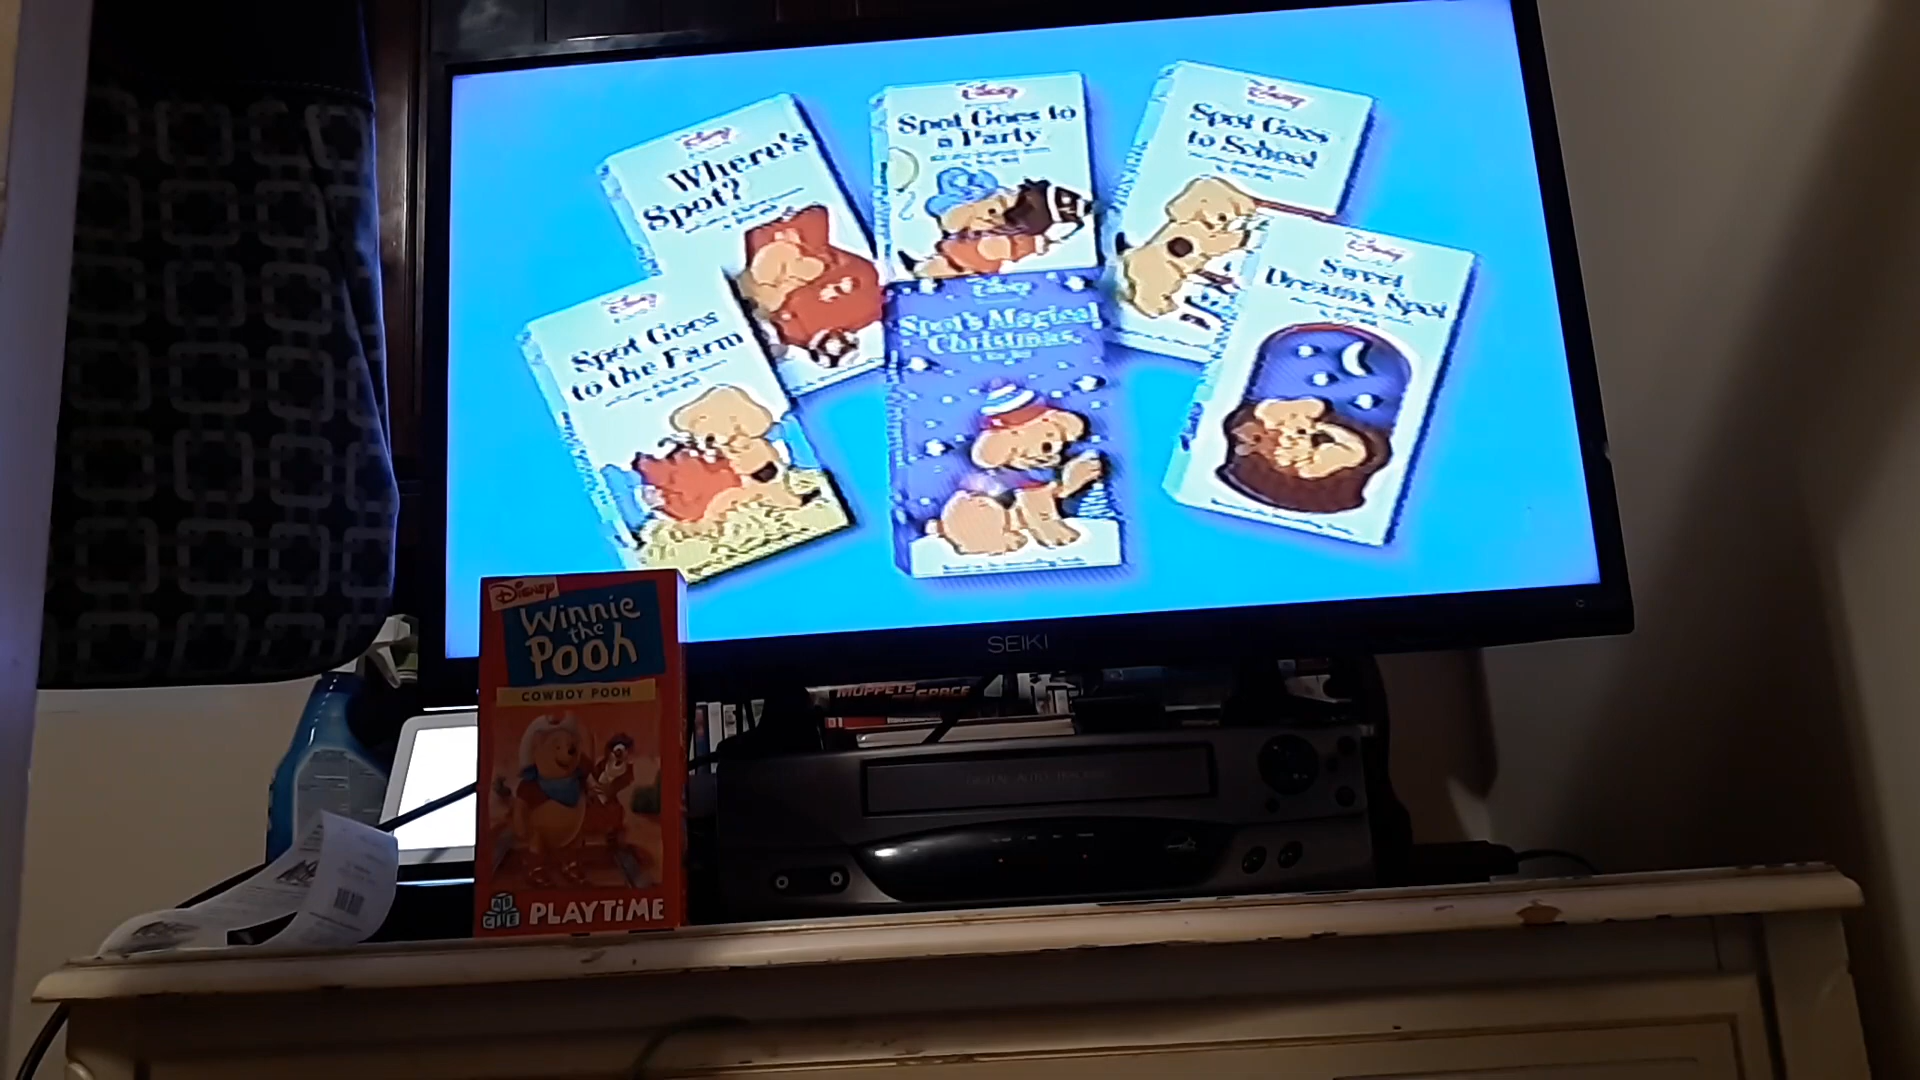 Disney
Where's
Spot?
Disney
Spot Goes to
a Party
Disney
Spot Goes
to School
Disney
Spot Goes
to the Farm
Disney
Spot's Magical
Christmas
Disney
Sweet
Dreams, Spot
SEIKI
Disney
Winnie
the
Pooh
COWBOY POOH
PLAYTIME
MUPPETS SPACE